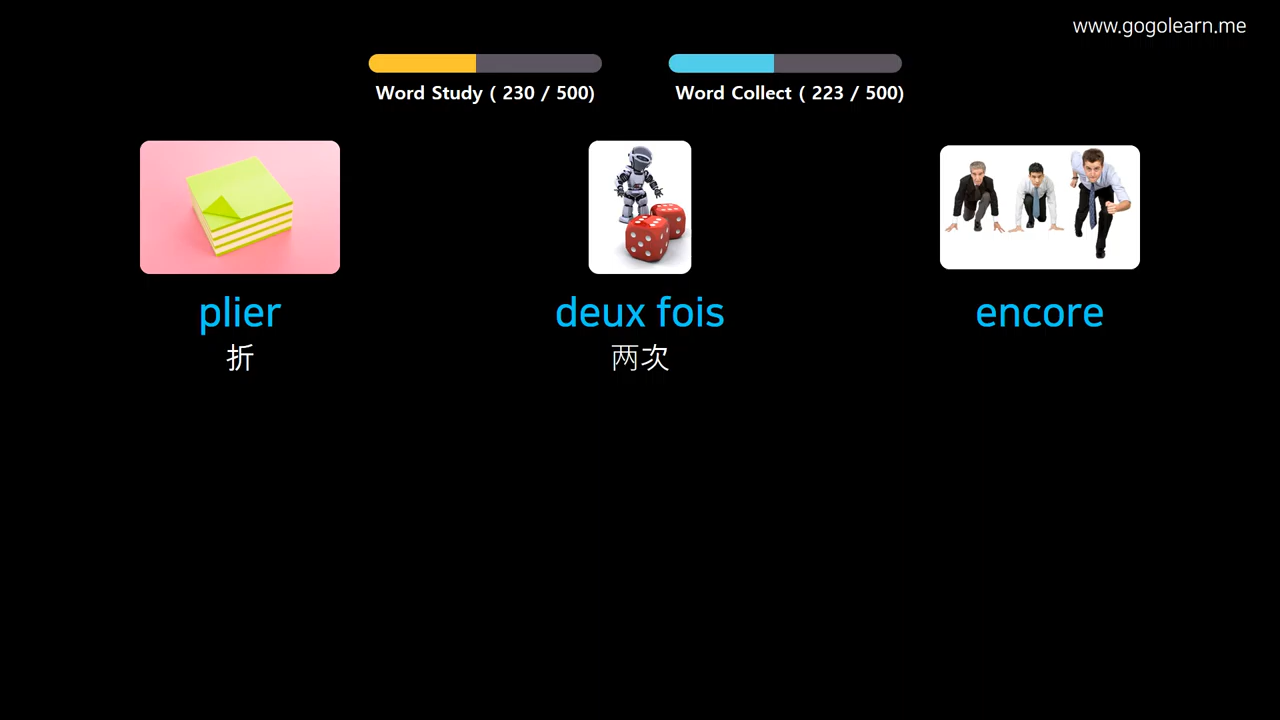 www.gogolearn.me
Word Study ( 230 / 500)
Word Collect ( 223 / 500)
plier
deux fois
encore
折
两次